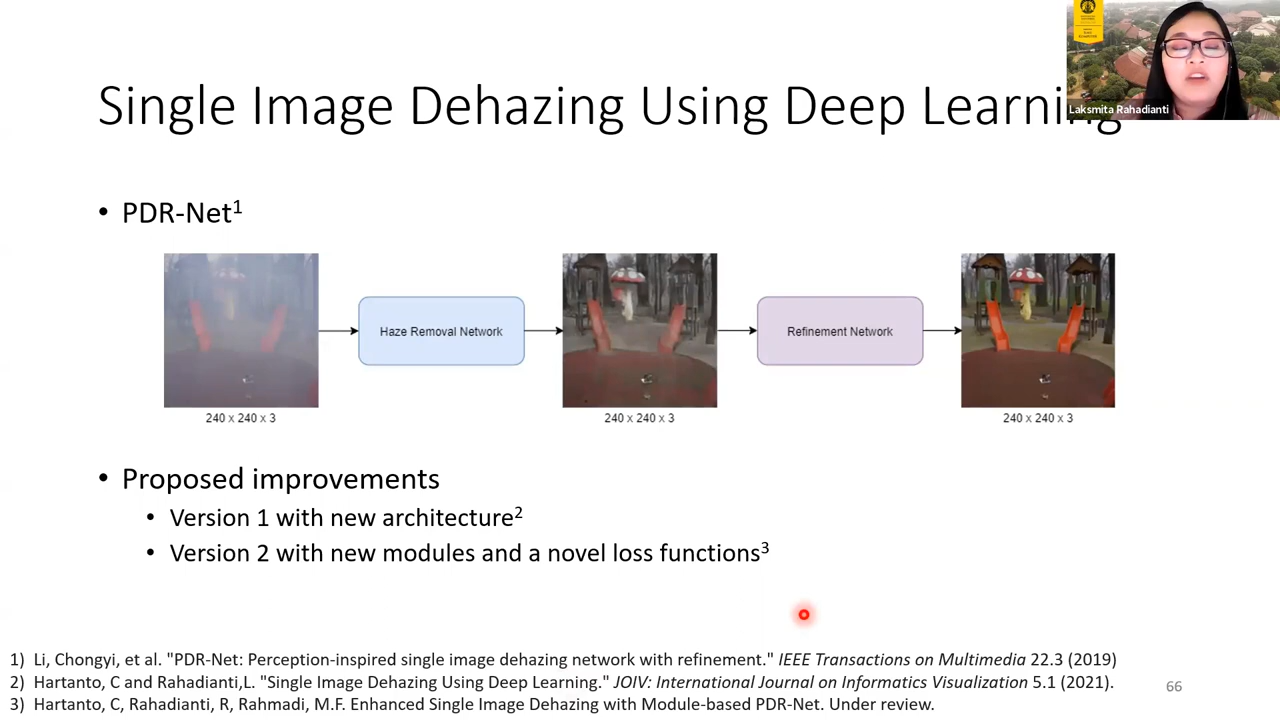 Single Image Dehazing Using Deep Learning
Laksmita Rahadianti
• PDR-Net1
Haze Removal Network
Refinement Network
240 x 240 x 3
240 x 240 x 3
240 x 240 x 3
• Proposed improvements
• Version 1 with new architecture2
• Version 2 with new modules and a novel loss functions3
1) Li, Chongyi, et al. "PDR-Net: Perception-inspired single image dehazing network with refinement." IEEE Transactions on Multimedia 22.3 (2019)
2) Hartanto, C and Rahadianti,L. "Single Image Dehazing Using Deep Learning." JOIV: International Journal on Informatics Visualization 5.1 (2021).
3) Hartanto, C, Rahadianti, R, Rahmadi, M.F. Enhanced Single Image Dehazing with Module-based PDR-Net. Under review.
66